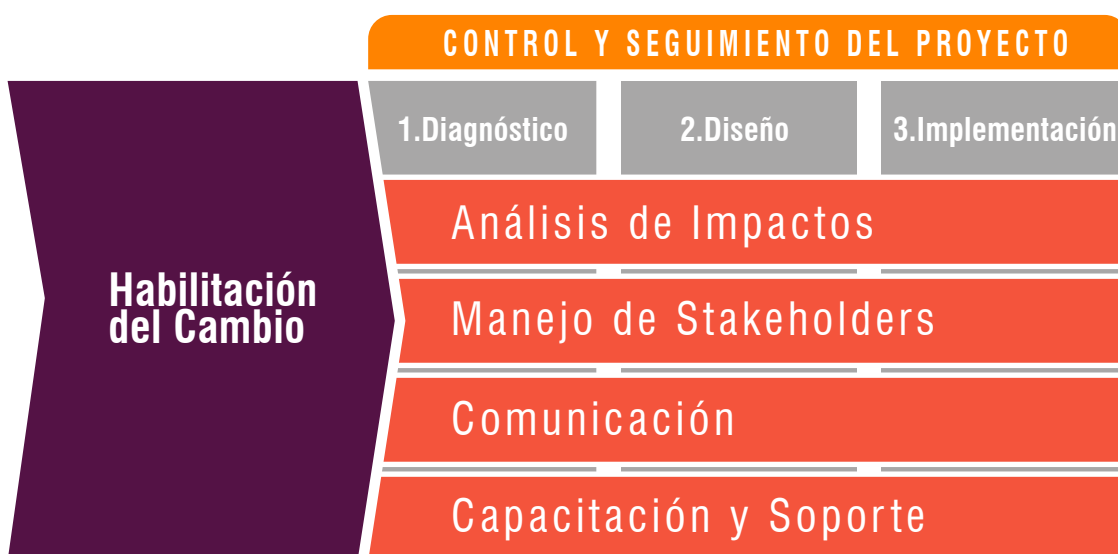 CONTROL Y SEGUIMIENTO DEL PROYECTO
1.Diagnóstico
2.Diseño
3.Implementación
Habilitación
del Cambio
Análisis de Impactos
Manejo de Stakeholders
Comunicación
Capacitación y Soporte